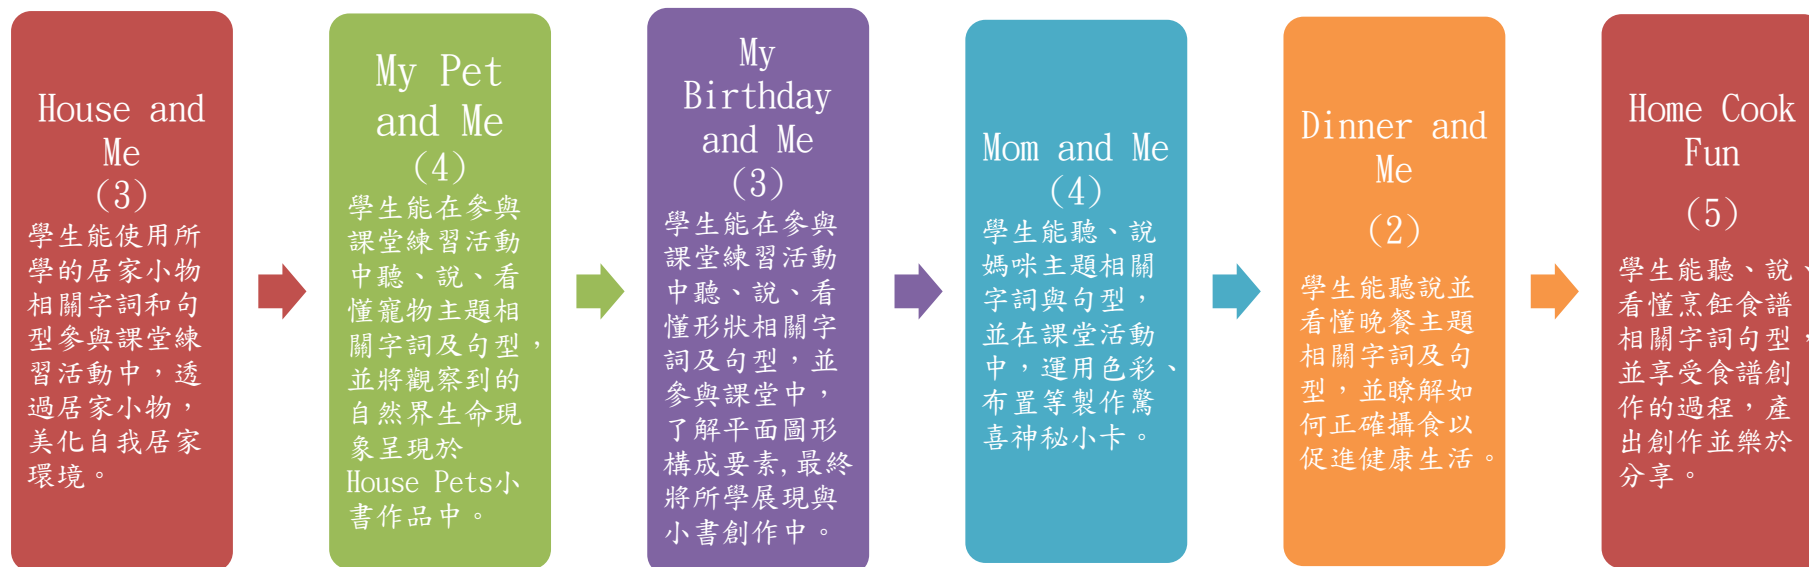 House and
Me
(3)
學生能使用所
學的居家小物
相關字詞和句
型參與課堂練
習活動中，透
過居家小物，
美化自我居家
環境。
My Pet
and Me
(4)
學生能在參與
課堂練習活動
中聽、說、看
懂寵物主題相
關字詞及句型，
並將觀察到的
自然界生命現
象呈現於
House Pets小
書作品中。
My
Birthday
and Me
(3)
學生能在參與
課堂練習活動
中聽、說、看
懂形狀相關字
詞及句型，並
參與課堂中，
了解平面圖形
構成要素,最終
將所學展現與
小書創作中。
Mom and Me
(4)
學生能聽、說
媽咪主題相關
字詞與句型，
並在課堂活動
中，運用色彩、
布置等製作驚
喜神秘小卡。
Dinner and
Me
(2)
學生能聽說並
看懂晚餐主題
相關字詞及句
型，並瞭解如
何正確攝食以
促進健康生活。
Home Cook
Fun
(5)
學生能聽、說、
看懂烹飪食譜
相關字詞句型，
並享受食譜創
作的過程，產
出創作並樂於
分享。